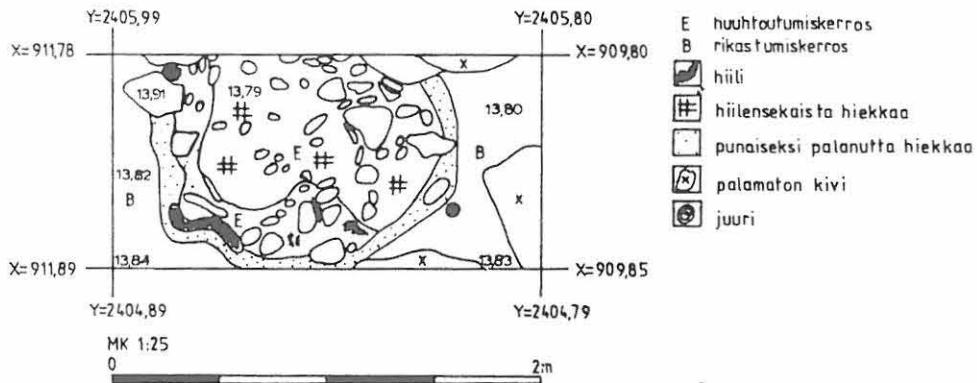 Y=2405,99
Y=2405,80
X=911,78
X=909,80
13,91
13,79
13,80
E
B
13,82
B
E
13,84
13,83
X=911,89
X=909,85
Y=2404,89
Y=2404,79
MK 1:25
0
2:m
E huuhtoutumiskerros
B rikastumiskerros
hiili
hiilensekaista hiekkaa
punaiseksi palanutta hiekkaa
x palamaton kivi
juuri
x
x
x